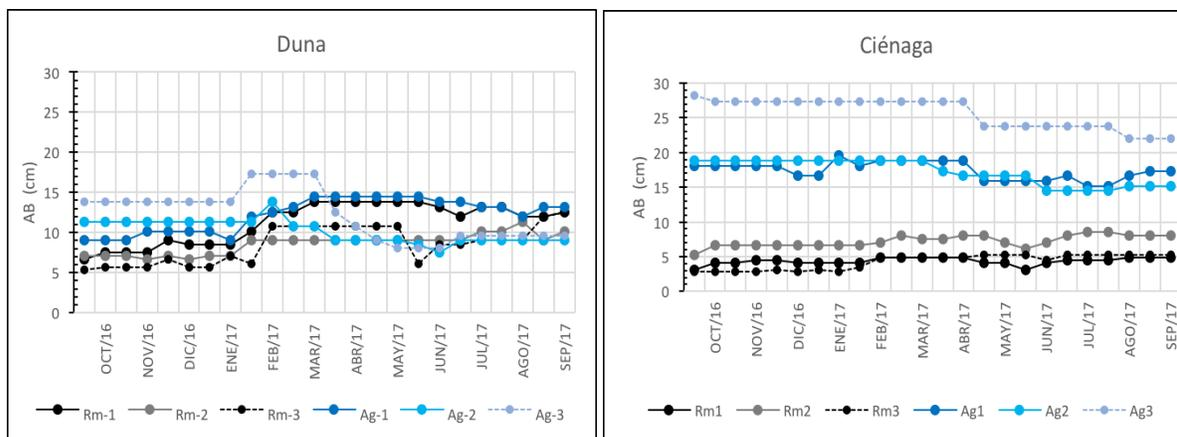 Duna
30
25
20
15
10
5
0
AB (cm)
OCT/16 NOV/16 DIC/16 ENE/17 FEB/17 MAR/17 ABR/17 MAY/17 JUN/17 JUL/17 AGO/17 SEP/17
Rm-1 Rm-2 Rm-3 Ag-1 Ag-2 Ag-3
Ciénaga
30
25
20
15
10
5
0
AB (cm)
OCT/16 NOV/16 DIC/16 ENE/17 FEB/17 MAR/17 ABR/17 MAY/17 JUN/17 JUL/17 AGO/17 SEP/17
Rm1 Rm2 Rm3 Ag1 Ag2 Ag3